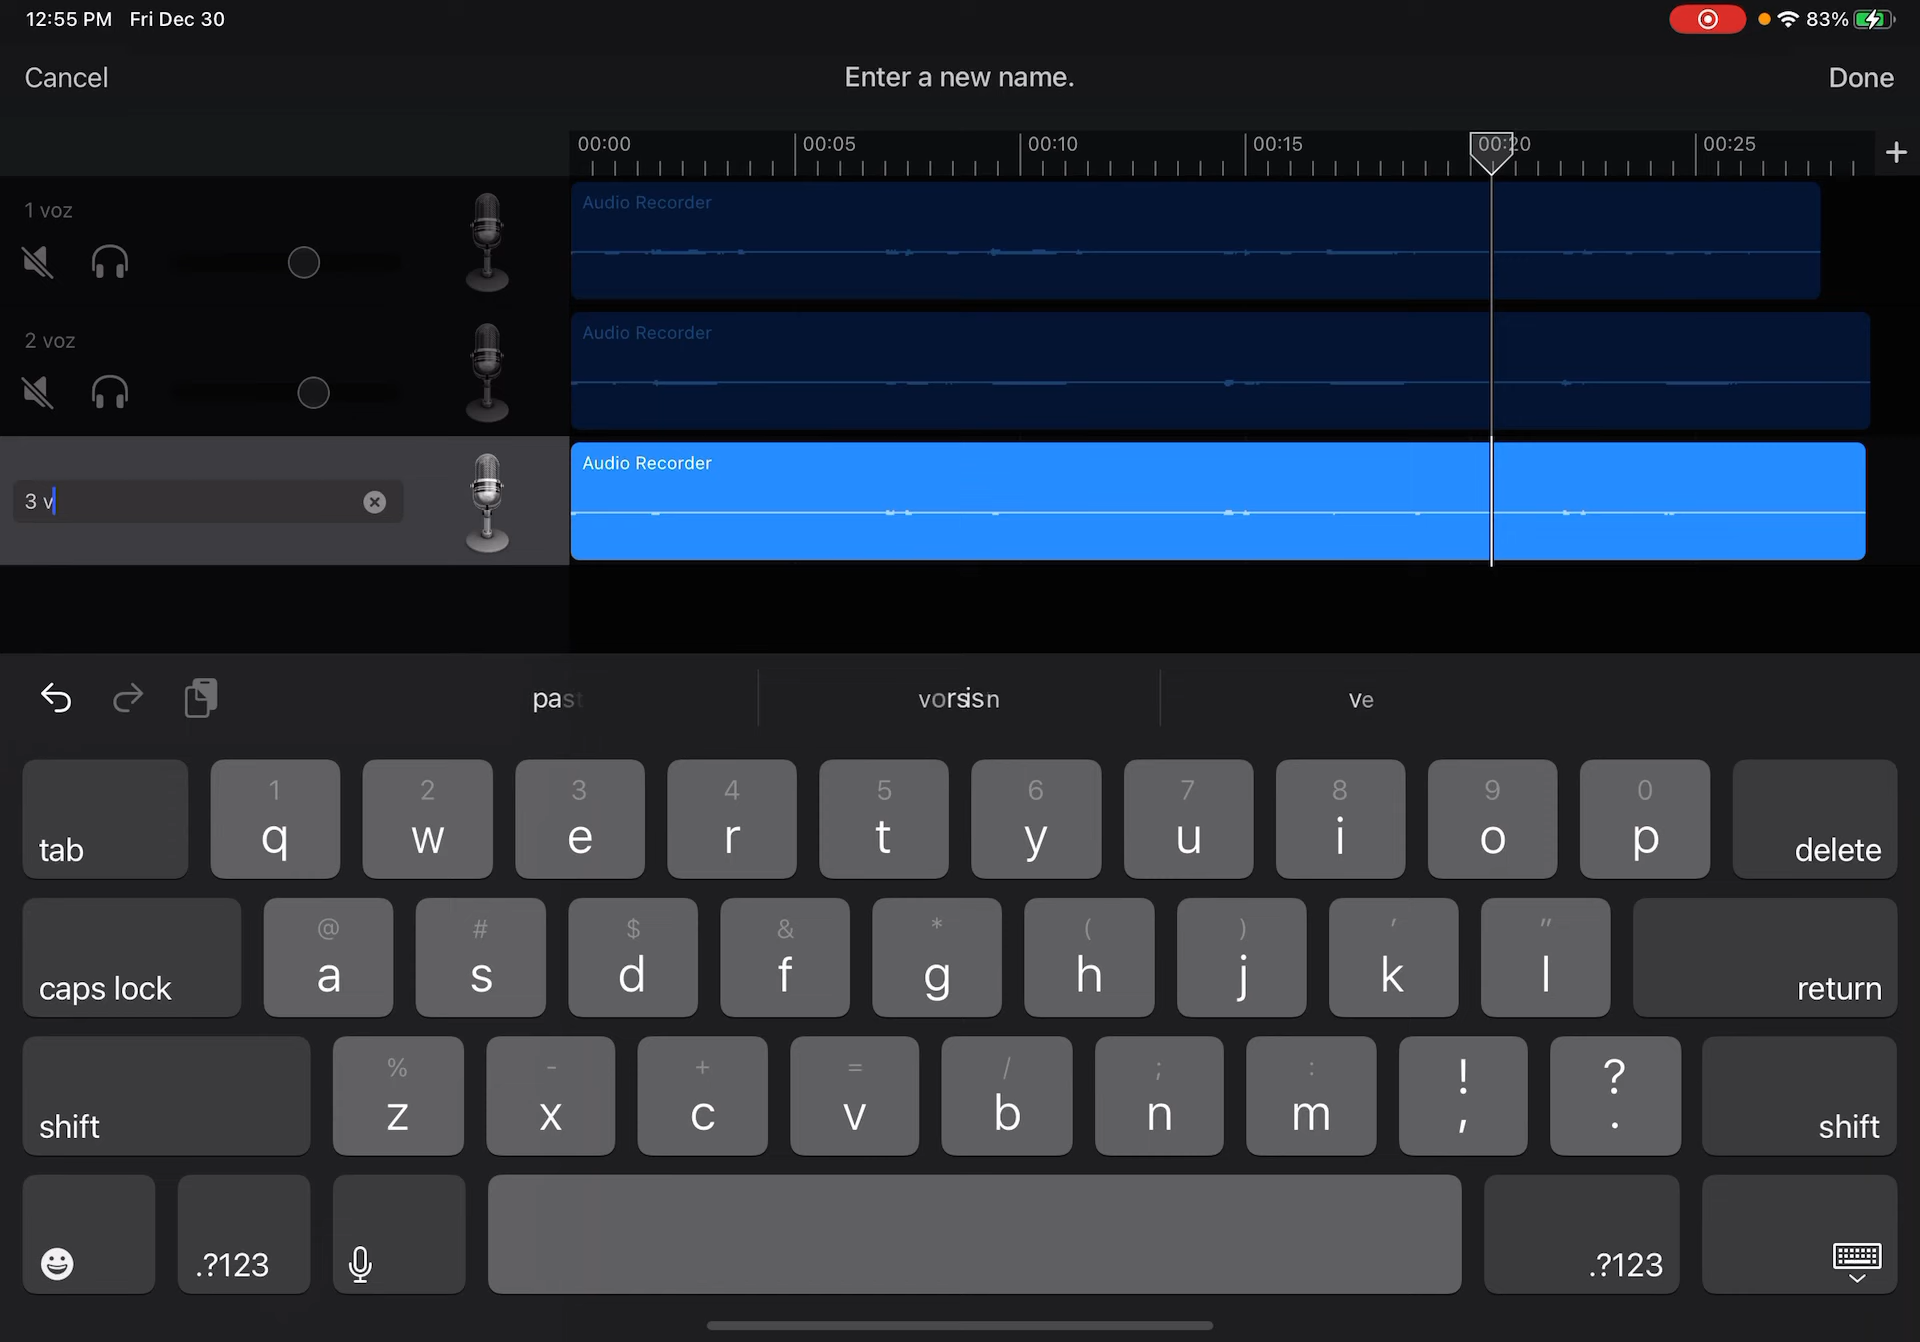 12:55 PM Fri Dec 30
83%
Cancel
Enter a new name.
Done
00:00 00:05 00:10 00:15 00:20 00:25 +
1 voz
Audio Recorder
2 voz
Audio Recorder
Audio Recorder
3 v
past
ve
tab
1 2 3 4 5 6 7 8 9 0
q w e r t y u i o p
delete
@ # $ & * ( ) ' "
caps lock
a s d f g h j k l
return
% - + = / ; : ! ?
shift
z x c v b n m , .
shift
.?123
.?123